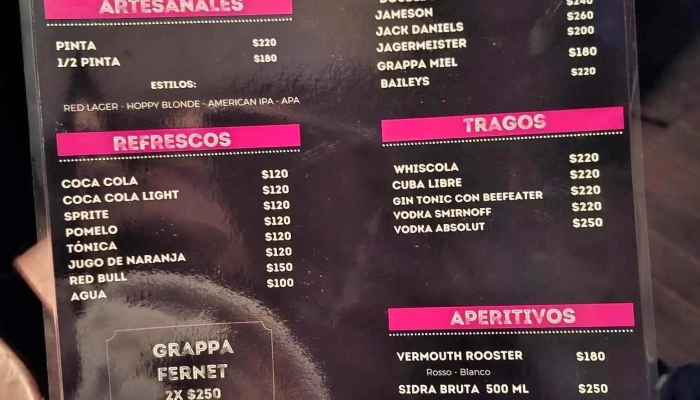 ARTESANALES
PINTA $220
1/2 PINTA $180
ESTILOS:
RED LAGER - HOPPY BLONDE - AMERICAN IPA - APA
REFRESCOS
COCA COLA $120
COCA COLA LIGHT $120
SPRITE $120
POMELO $120
TÓNICA $120
JUGO DE NARANJA $120
RED BULL $150
AGUA $100
GRAPPA
FERNET
2X $250
JAMESON $240
JACK DANIELS $260
JAGERMEISTER $200
GRAPPA MIEL $180
BAILEYS $220
TRAGOS
WHISCOLA $220
CUBA LIBRE $220
GIN TONIC CON BEEFEATER $220
VODKA SMIRNOFF $220
VODKA ABSOLUT $250
APERITIVOS
VERMOUTH ROOSTER $180
Rosso - Blanco
SIDRA BRUTA 500 ML $250